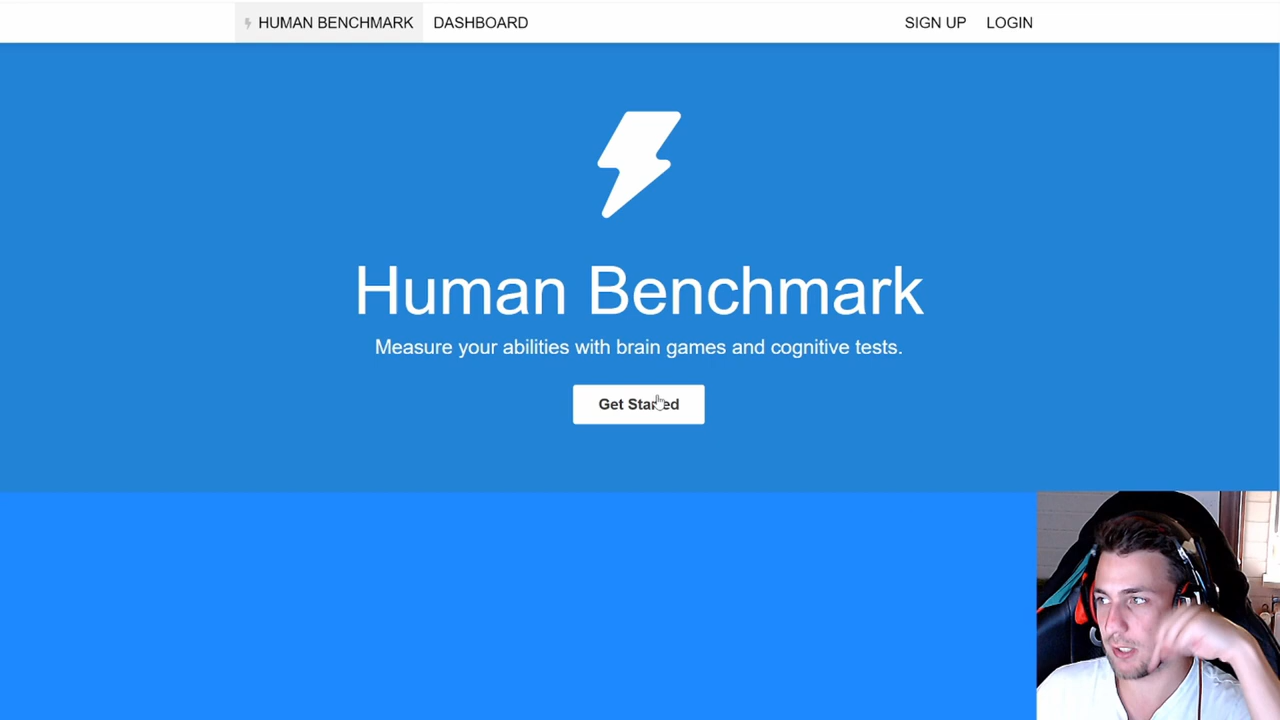 HUMAN BENCHMARK DASHBOARD SIGN UP LOGIN
Human Benchmark
Measure your abilities with brain games and cognitive tests.
Get Started